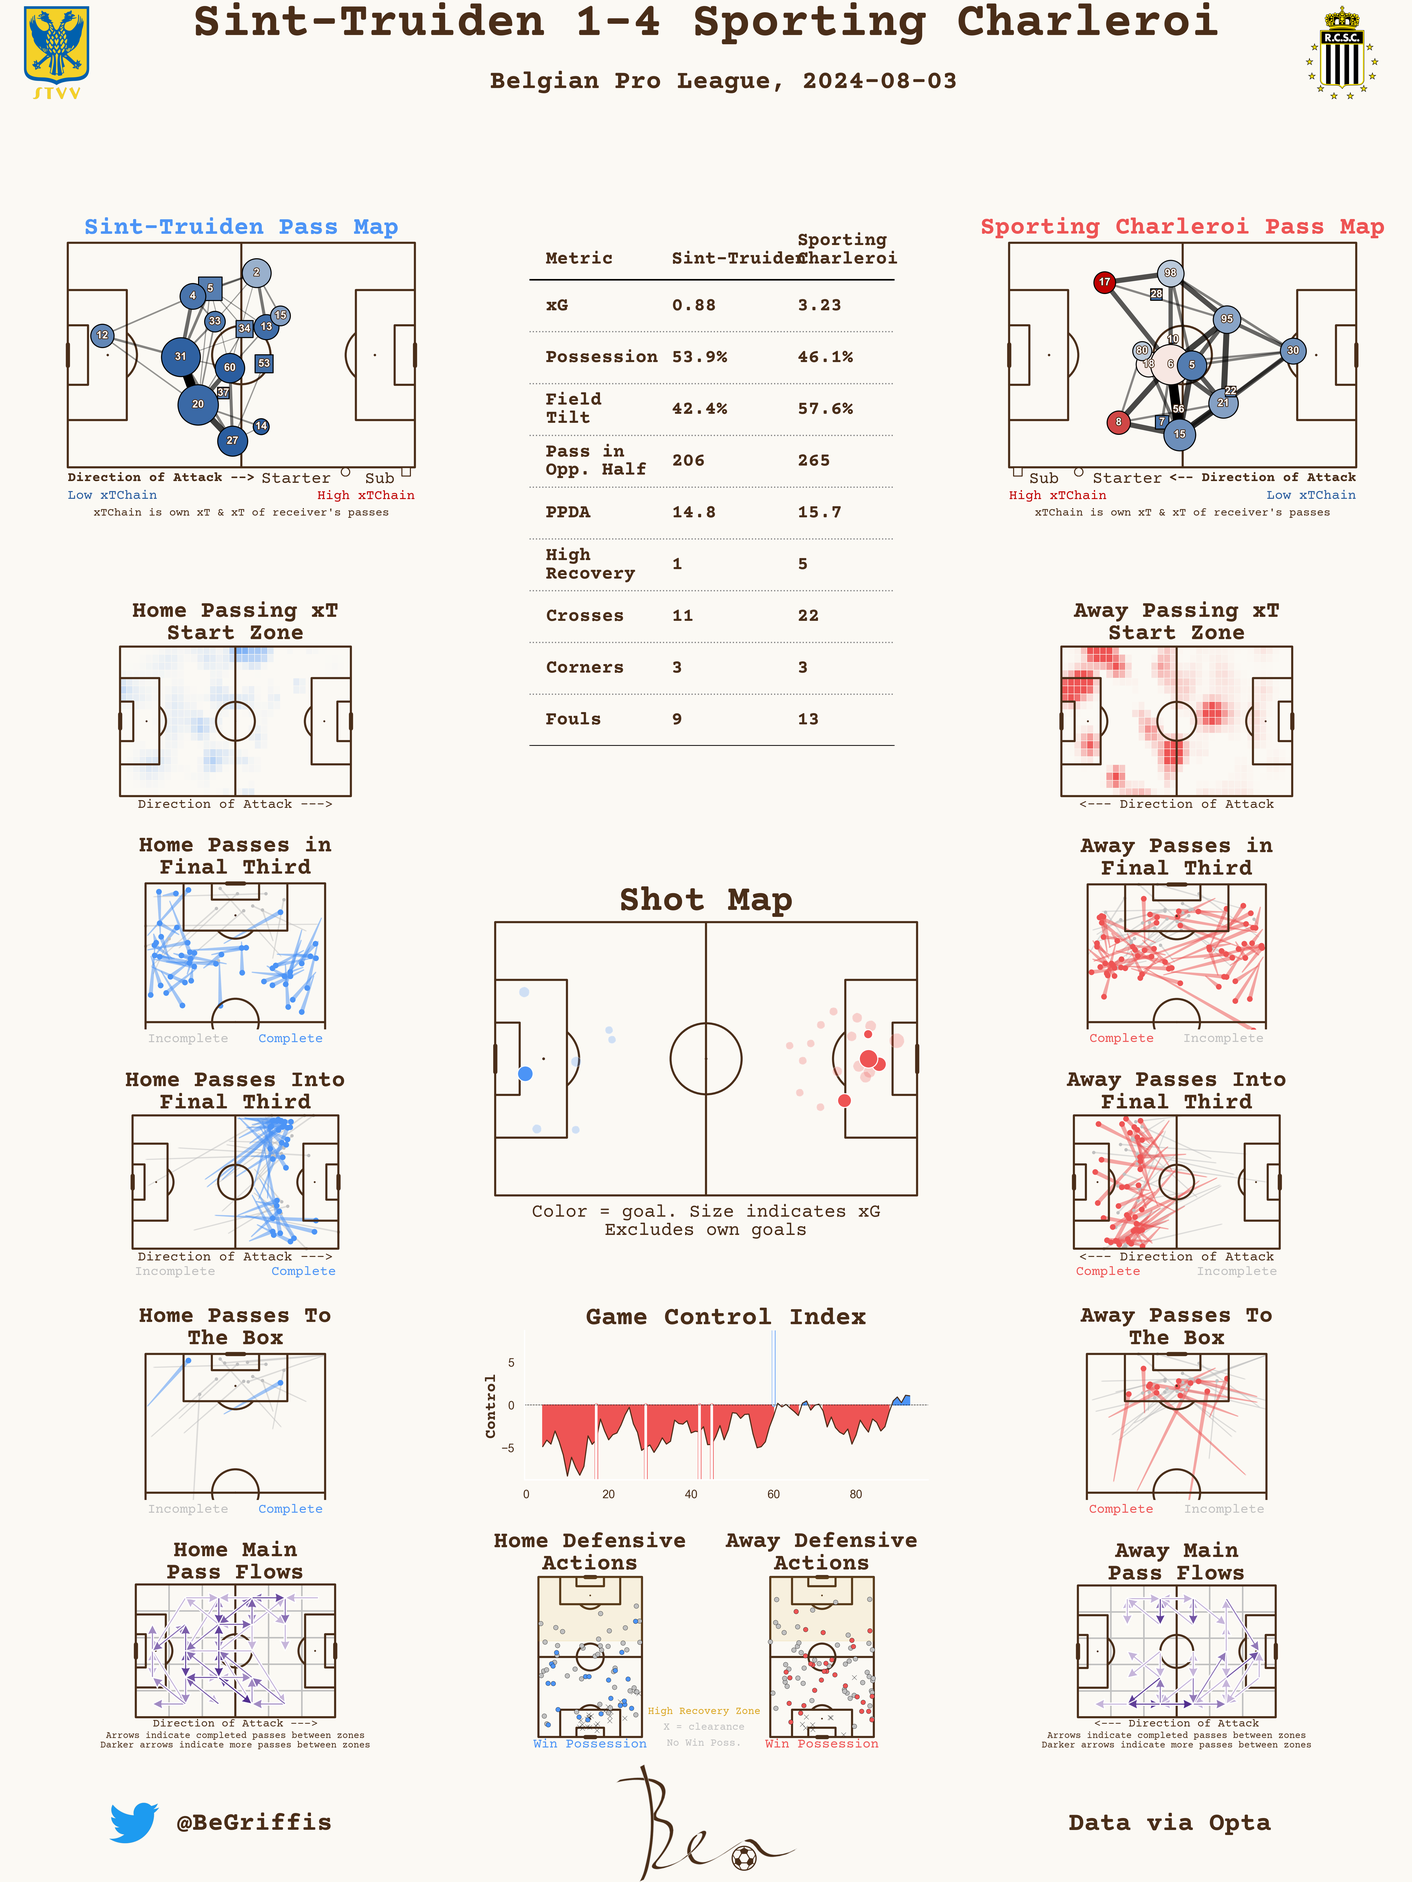 Sint-Truiden 1-4 Sporting Charleroi
Belgian Pro League, 2024-08-03
STVV
R.C.S.C.
Sint-Truiden Pass Map
2
5
4
33
15
13
34
12
31
60
53
37
20
14
27
Direction of Attack --> Starter Sub
Low xTChain High xTChain
xTChain is own xT & xT of receiver's passes
Metric Sint-Truiden Sporting Charleroi
xG 0.88 3.23
Possession 53.9% 46.1%
Field Tilt 42.4% 57.6%
Pass in Opp. Half 206 265
PPDA 14.8 15.7
High Recovery 1 5
Crosses 11 22
Corners 3 3
Fouls 9 13
Sporting Charleroi Pass Map
17
98
28
95
10
80
18
6
5
30
22
21
56
8
7
15
Sub Starter <-- Direction of Attack
High xTChain Low xTChain
xTChain is own xT & xT of receiver's passes
Home Passing xT
Start Zone
Direction of Attack --->
Away Passing xT
Start Zone
<--- Direction of Attack
Home Passes in
Final Third
Incomplete Complete
Shot Map
Color = goal. Size indicates xG
Excludes own goals
Away Passes in
Final Third
Complete Incomplete
Home Passes Into
Final Third
Direction of Attack --->
Incomplete Complete
Away Passes Into
Final Third
<--- Direction of Attack
Complete Incomplete
Home Passes To
The Box
Incomplete Complete
Game Control Index
Control
5
0
−5
0 20 40 60 80
Away Passes To
The Box
Complete Incomplete
Home Main
Pass Flows
Direction of Attack --->
Arrows indicate completed passes between zones
Darker arrows indicate more passes between zones
Home Defensive
Actions
Win Possession
High Recovery Zone
X = clearance
No Win Poss.
Away Defensive
Actions
Win Possession
Away Main
Pass Flows
<--- Direction of Attack
Arrows indicate completed passes between zones
Darker arrows indicate more passes between zones
@BeGriffis
Ben
Data via Opta